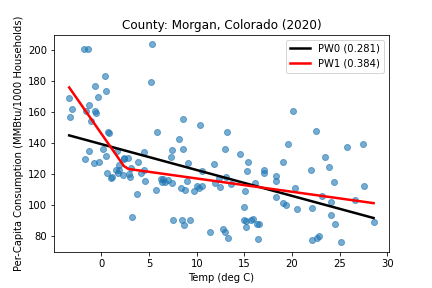 County: Morgan, Colorado (2020)
PW0 (0.281)
PW1 (0.384)
Per-Capita Consumption (MMBtu/1000 Households)
200
180
160
140
120
100
80
0 5 10 15 20 25 30
Temp (deg C)